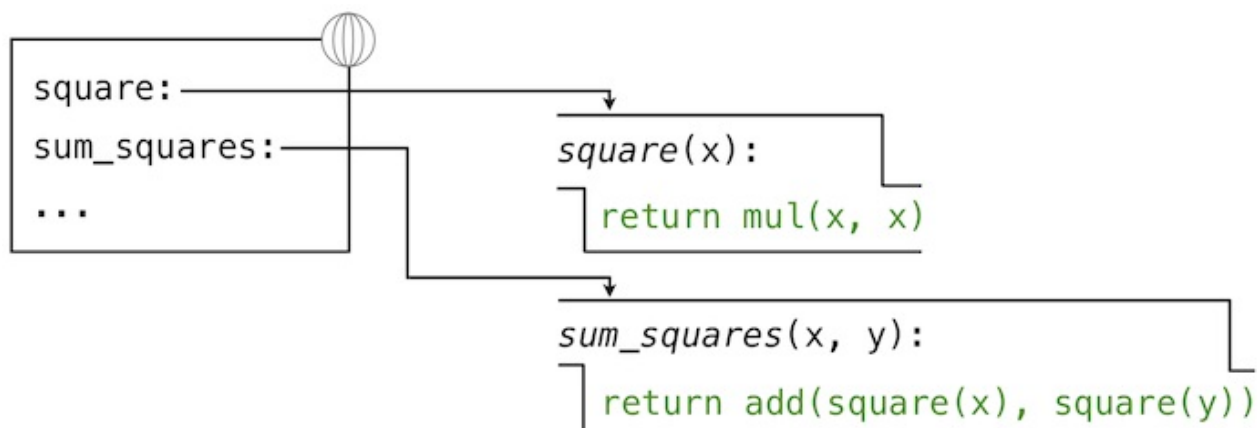 square:
sum_squares:
...
square(x):
return mul(x, x)
sum_squares(x, y):
return add(square(x), square(y))